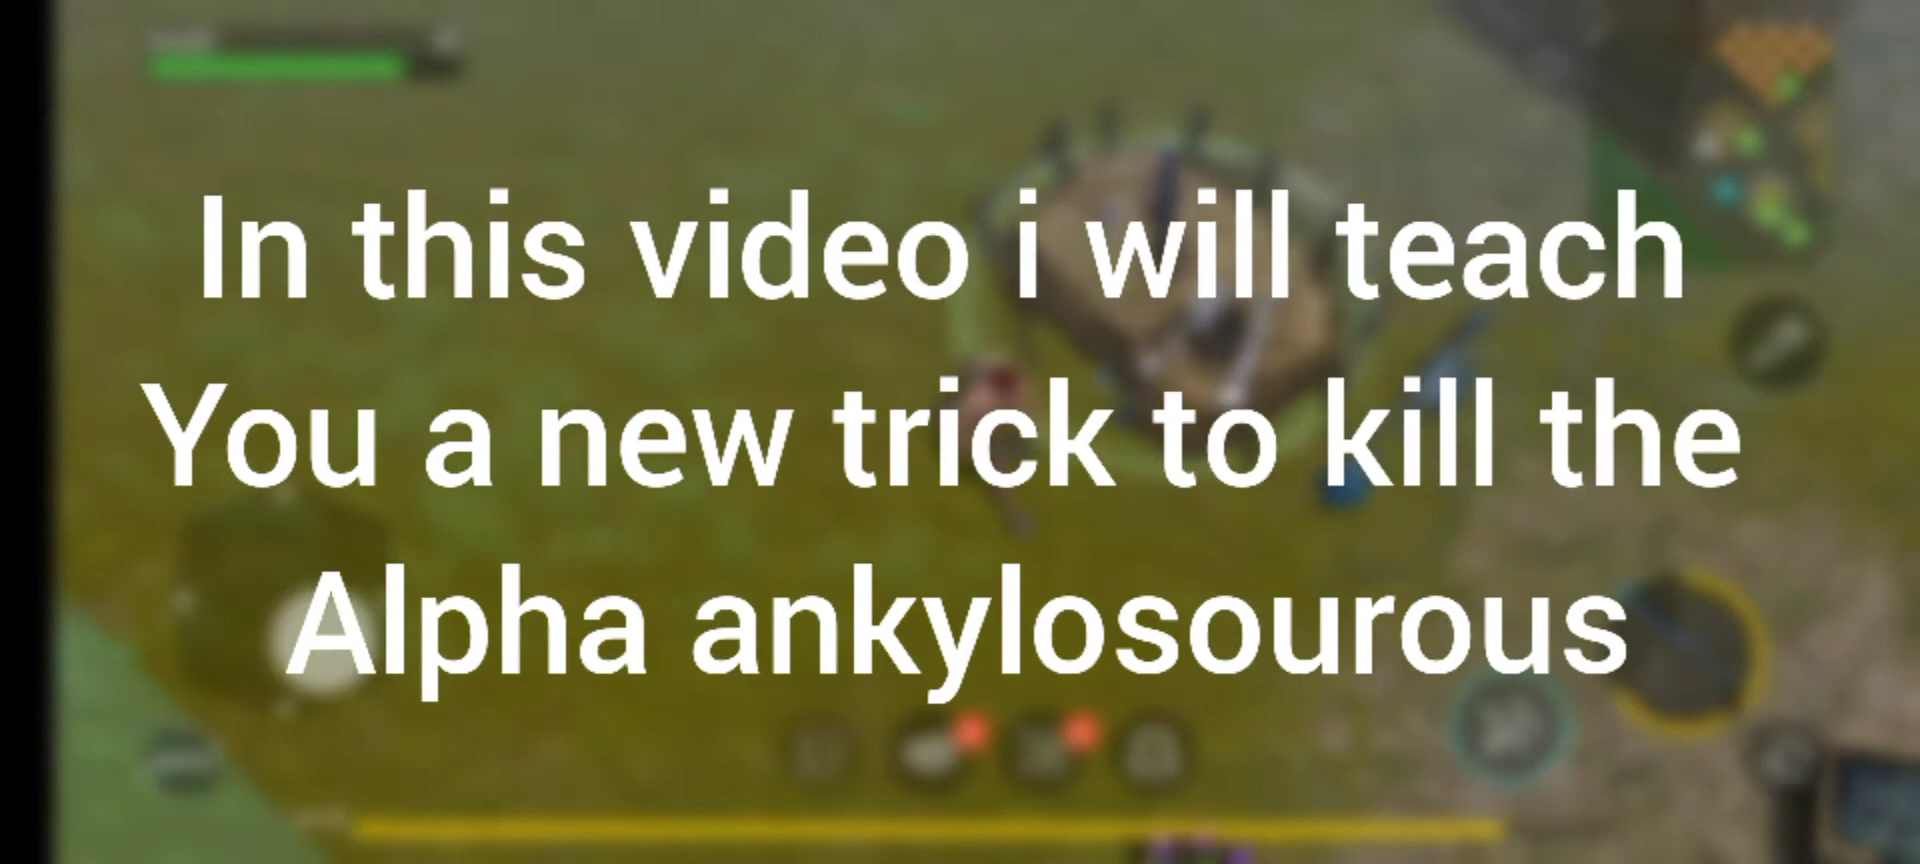 In this video i will teach
You a new trick to kill the
Alpha ankylosourous